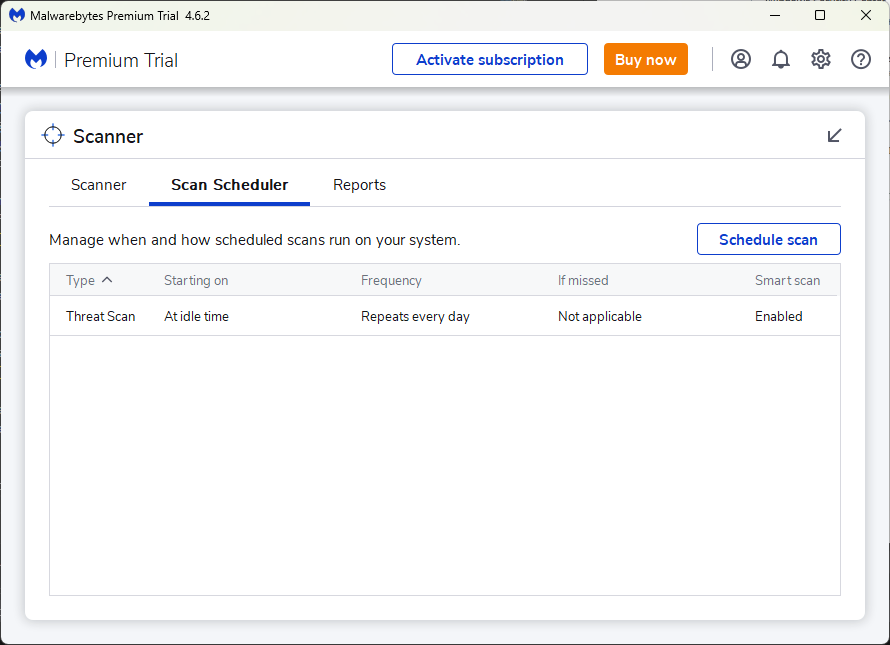 Malwarebytes Premium Trial 4.6.2
Premium Trial Activate subscription Buy now
Scanner
Scanner Scan Scheduler Reports
Manage when and how scheduled scans run on your system. Schedule scan
Type Starting on Frequency If missed Smart scan
Threat Scan At idle time Repeats every day Not applicable Enabled